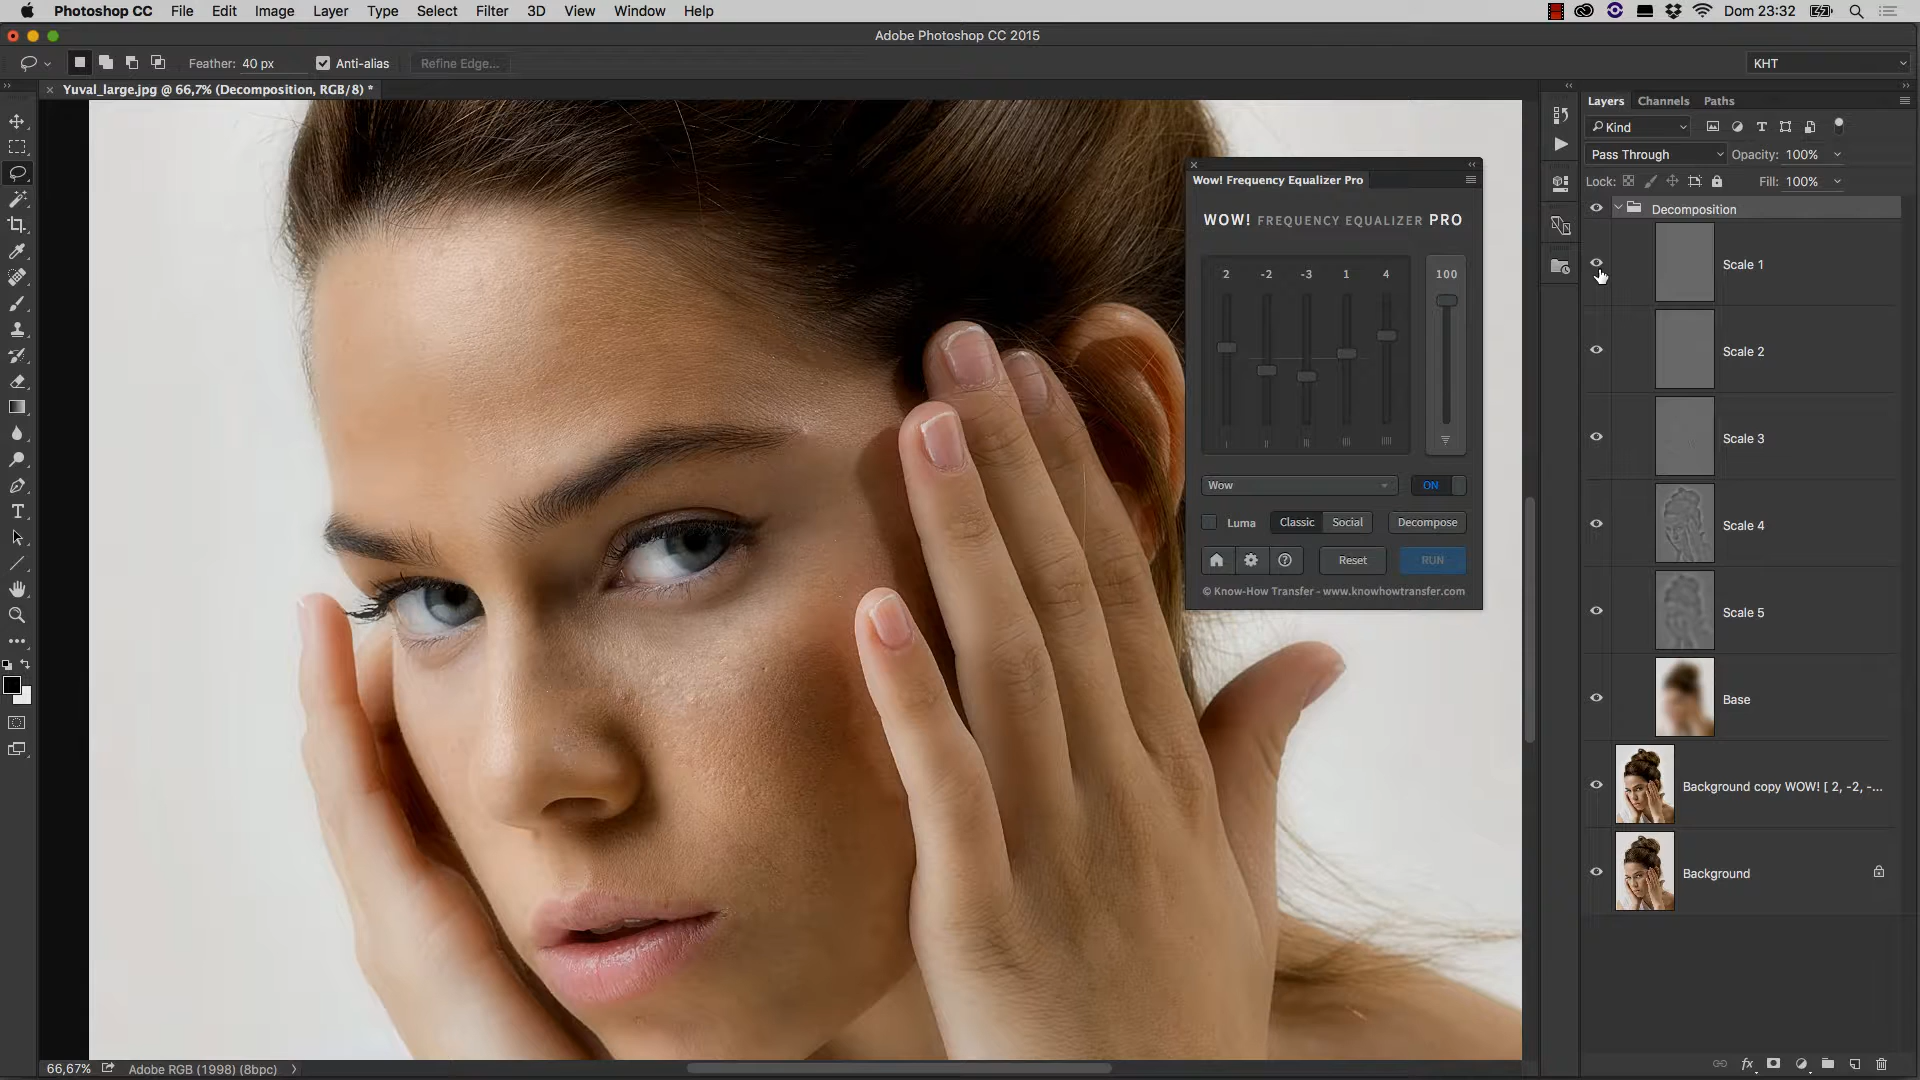 Photoshop CC File Edit Image Layer Type Select Filter 3D View Window Help Dom 23:32
Adobe Photoshop CC 2015
Feather: 40 px Anti-alias Refine Edge... KHT
Yuval_large.jpg @ 66,7% (Decomposition, RGB/8) *
Layers Channels Paths
Kind
Pass Through Opacity: 100%
Lock: Fill: 100%
Decomposition
Scale 1
Scale 2
Scale 3
Scale 4
Scale 5
Base
Background copy WOW! [ 2, -2, -...
Background
Wow! Frequency Equalizer Pro
WOW! FREQUENCY EQUALIZER PRO
2 -2 -3 1 4 100
Wow ON
Luma Classic Social Decompose
Reset RUN
© Know-How Transfer - www.knowhowtransfer.com
66,67% Adobe RGB (1998) (8bpc)